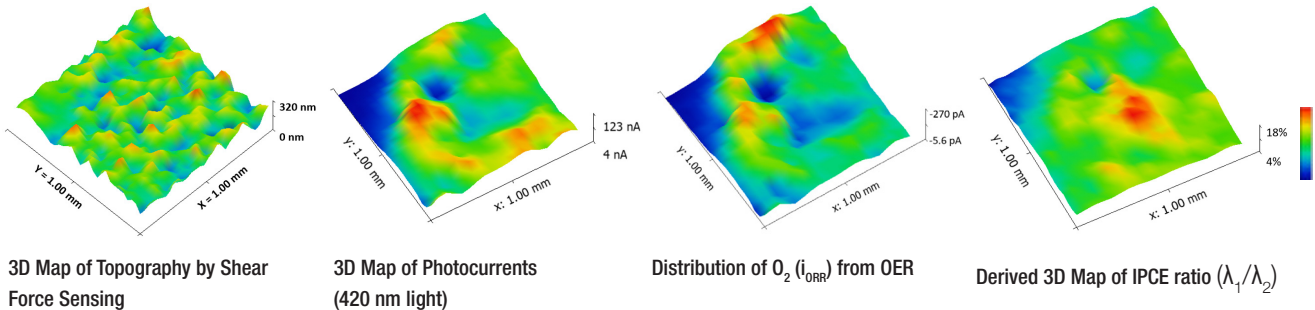 320 nm
0 nm
Y = 1.00 mm
X = 1.00 mm
3D Map of Topography by Shear
Force Sensing
123 nA
4 nA
y: 1.00 mm
x: 1.00 mm
3D Map of Photocurrents
(420 nm light)
-270 pA
-5.6 pA
y: 1.00 mm
x: 1.00 mm
Distribution of O₂ (i_ORR) from OER
18%
4%
y: 1.00 mm
x: 1.00 mm
Derived 3D Map of IPCE ratio (λ₁/λ₂)